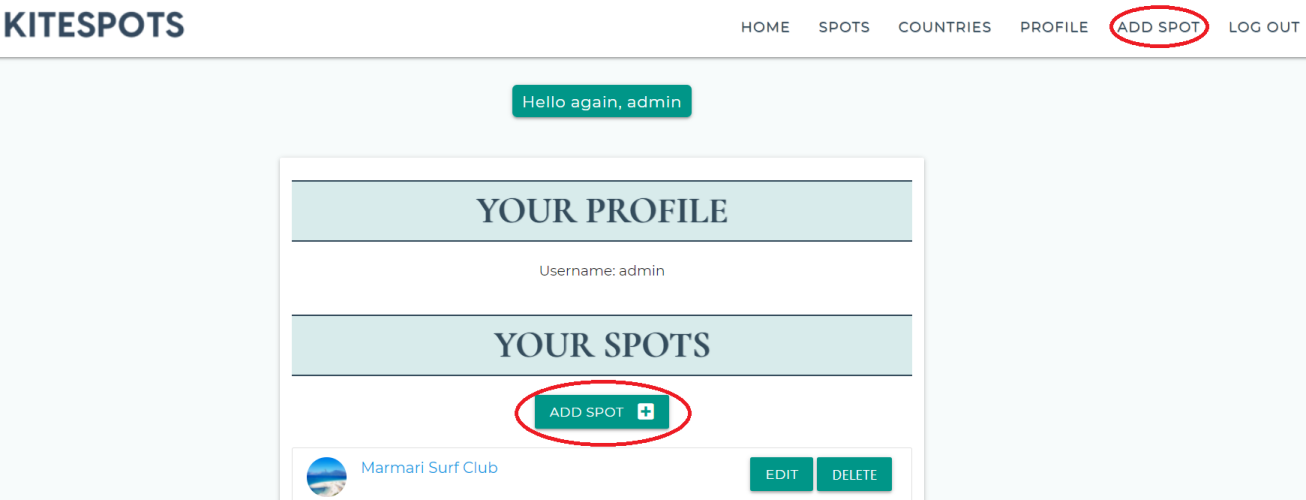 KITESPOTS
HOME SPOTS COUNTRIES PROFILE ADD SPOT LOG OUT
Hello again, admin
YOUR PROFILE
Username: admin
YOUR SPOTS
ADD SPOT
Marmari Surf Club
EDIT DELETE